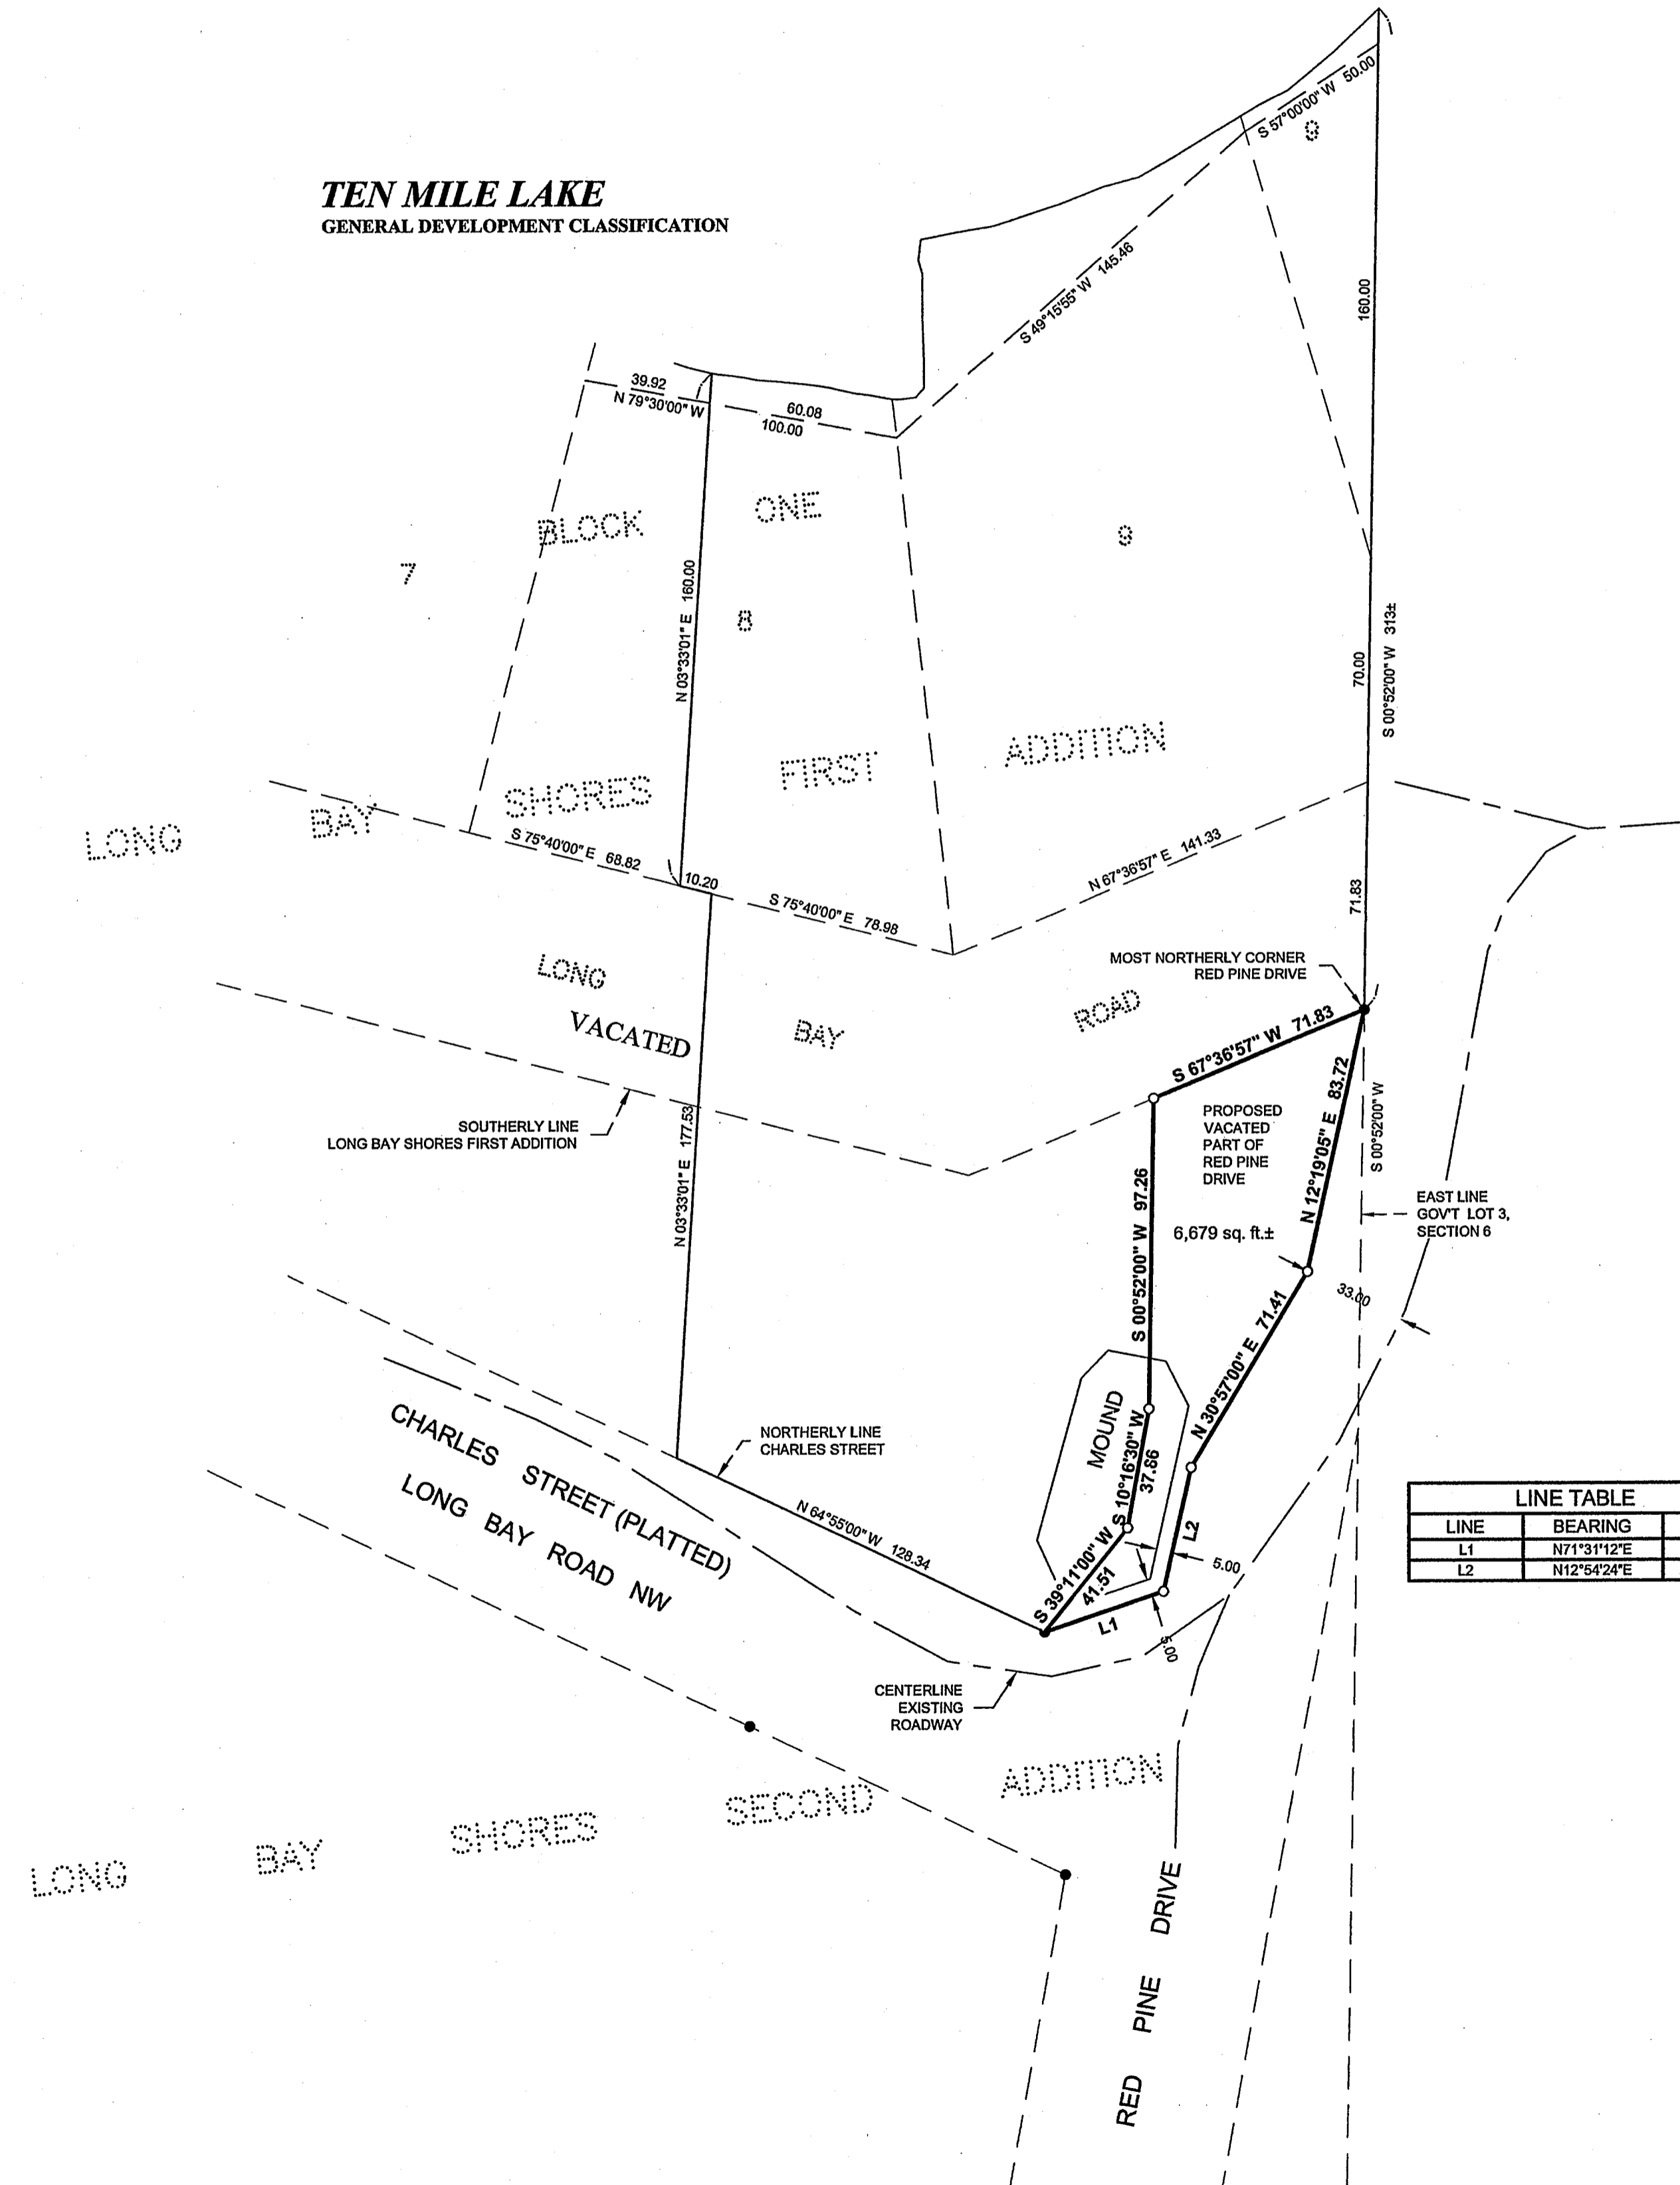 TEN MILE LAKE
GENERAL DEVELOPMENT CLASSIFICATION
S 57°00'00" W 50.00
9
S 49°15'55" W 145.46
160.00
39.92
N 79°30'00" W
60.08
100.00
BLOCK ONE
9
7
8
N 03°33'01" E 160.00
70.00
S 00°52'00" W 313±
LONG BAY SHORES FIRST ADDITION
S 75°40'00" E 68.82
10.20
S 75°40'00" E 78.98
N 67°36'57" E 141.33
71.83
MOST NORTHERLY CORNER
RED PINE DRIVE
LONG BAY ROAD
VACATED
S 67°36'57" W 71.83
N 12°19'05" E 83.72
S 00°52'00" W
SOUTHERLY LINE
LONG BAY SHORES FIRST ADDITION
N 03°33'01" E 177.53
PROPOSED
VACATED
PART OF
RED PINE
DRIVE
6,679 sq. ft.±
S 00°52'00" W 97.26
EAST LINE
GOV'T LOT 3,
SECTION 6
33.00
N 30°57'00" E 71.41
MOUND
S 10°16'30" W
37.86
NORTHERLY LINE
CHARLES STREET
CHARLES STREET (PLATTED)
LONG BAY ROAD NW
N 64°55'00" W 128.34
S 39°11'00" W
41.51
L2
5.00
L1
5.00
LINE TABLE
LINE BEARING
L1 N71°31'12"E
L2 N12°54'24"E
CENTERLINE
EXISTING
ROADWAY
LONG BAY SHORES SECOND ADDITION
RED PINE DRIVE